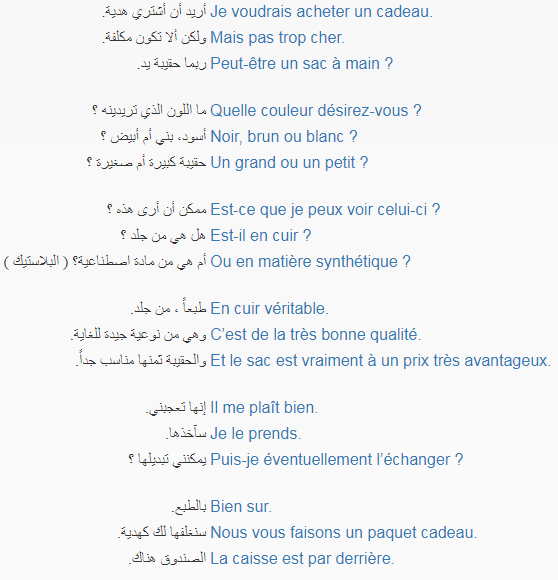 أريد أن أشتري هدية. Je voudrais acheter un cadeau.
ولكن ألا تكون مكلفة. Mais pas trop cher.
ربما حقيبة يد. Peut-être un sac à main ?
ما اللون الذي تريدينه ؟ Quelle couleur désirez-vous ?
أسود، بني أم أبيض ؟ Noir, brun ou blanc ?
حقيبة كبيرة أم صغيرة ؟ Un grand ou un petit ?
ممكن أن أرى هذه ؟ Est-ce que je peux voir celui-ci ?
هل هي من جلد ؟ Est-il en cuir ?
أم هي من مادة اصطناعية؟ ( البلاستيك ) Ou en matière synthétique ?
طبعاً ، من جلد. En cuir véritable.
وهي من نوعية جيدة للغاية. C’est de la très bonne qualité.
والحقيبة ثمنها مناسب جداً. Et le sac est vraiment à un prix très avantageux.
إنها تعجبني. Il me plaît bien.
سآخذها. Je le prends.
يمكنني تبديلها ؟ Puis-je éventuellement l’échanger ?
بالطبع. Bien sur.
سنغلفها لك كهدية. Nous vous faisons un paquet cadeau.
الصندوق هناك. La caisse est par derrière.